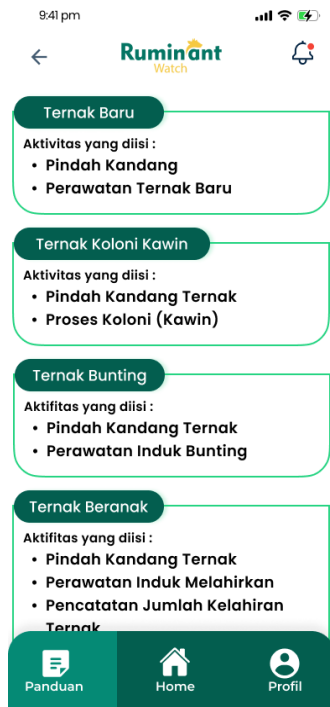 9:41 pm
Ruminant
Watch
Ternak Baru
Aktivitas yang diisi :
• Pindah Kandang
• Perawatan Ternak Baru
Ternak Koloni Kawin
Aktivitas yang diisi :
• Pindah Kandang Ternak
• Proses Koloni (Kawin)
Ternak Bunting
Aktifitas yang diisi :
• Pindah Kandang Ternak
• Perawatan Induk Bunting
Ternak Beranak
Aktifitas yang diisi :
• Pindah Kandang Ternak
• Perawatan Induk Melahirkan
• Pencatatan Jumlah Kelahiran
Ternak
Panduan
Home
Profil